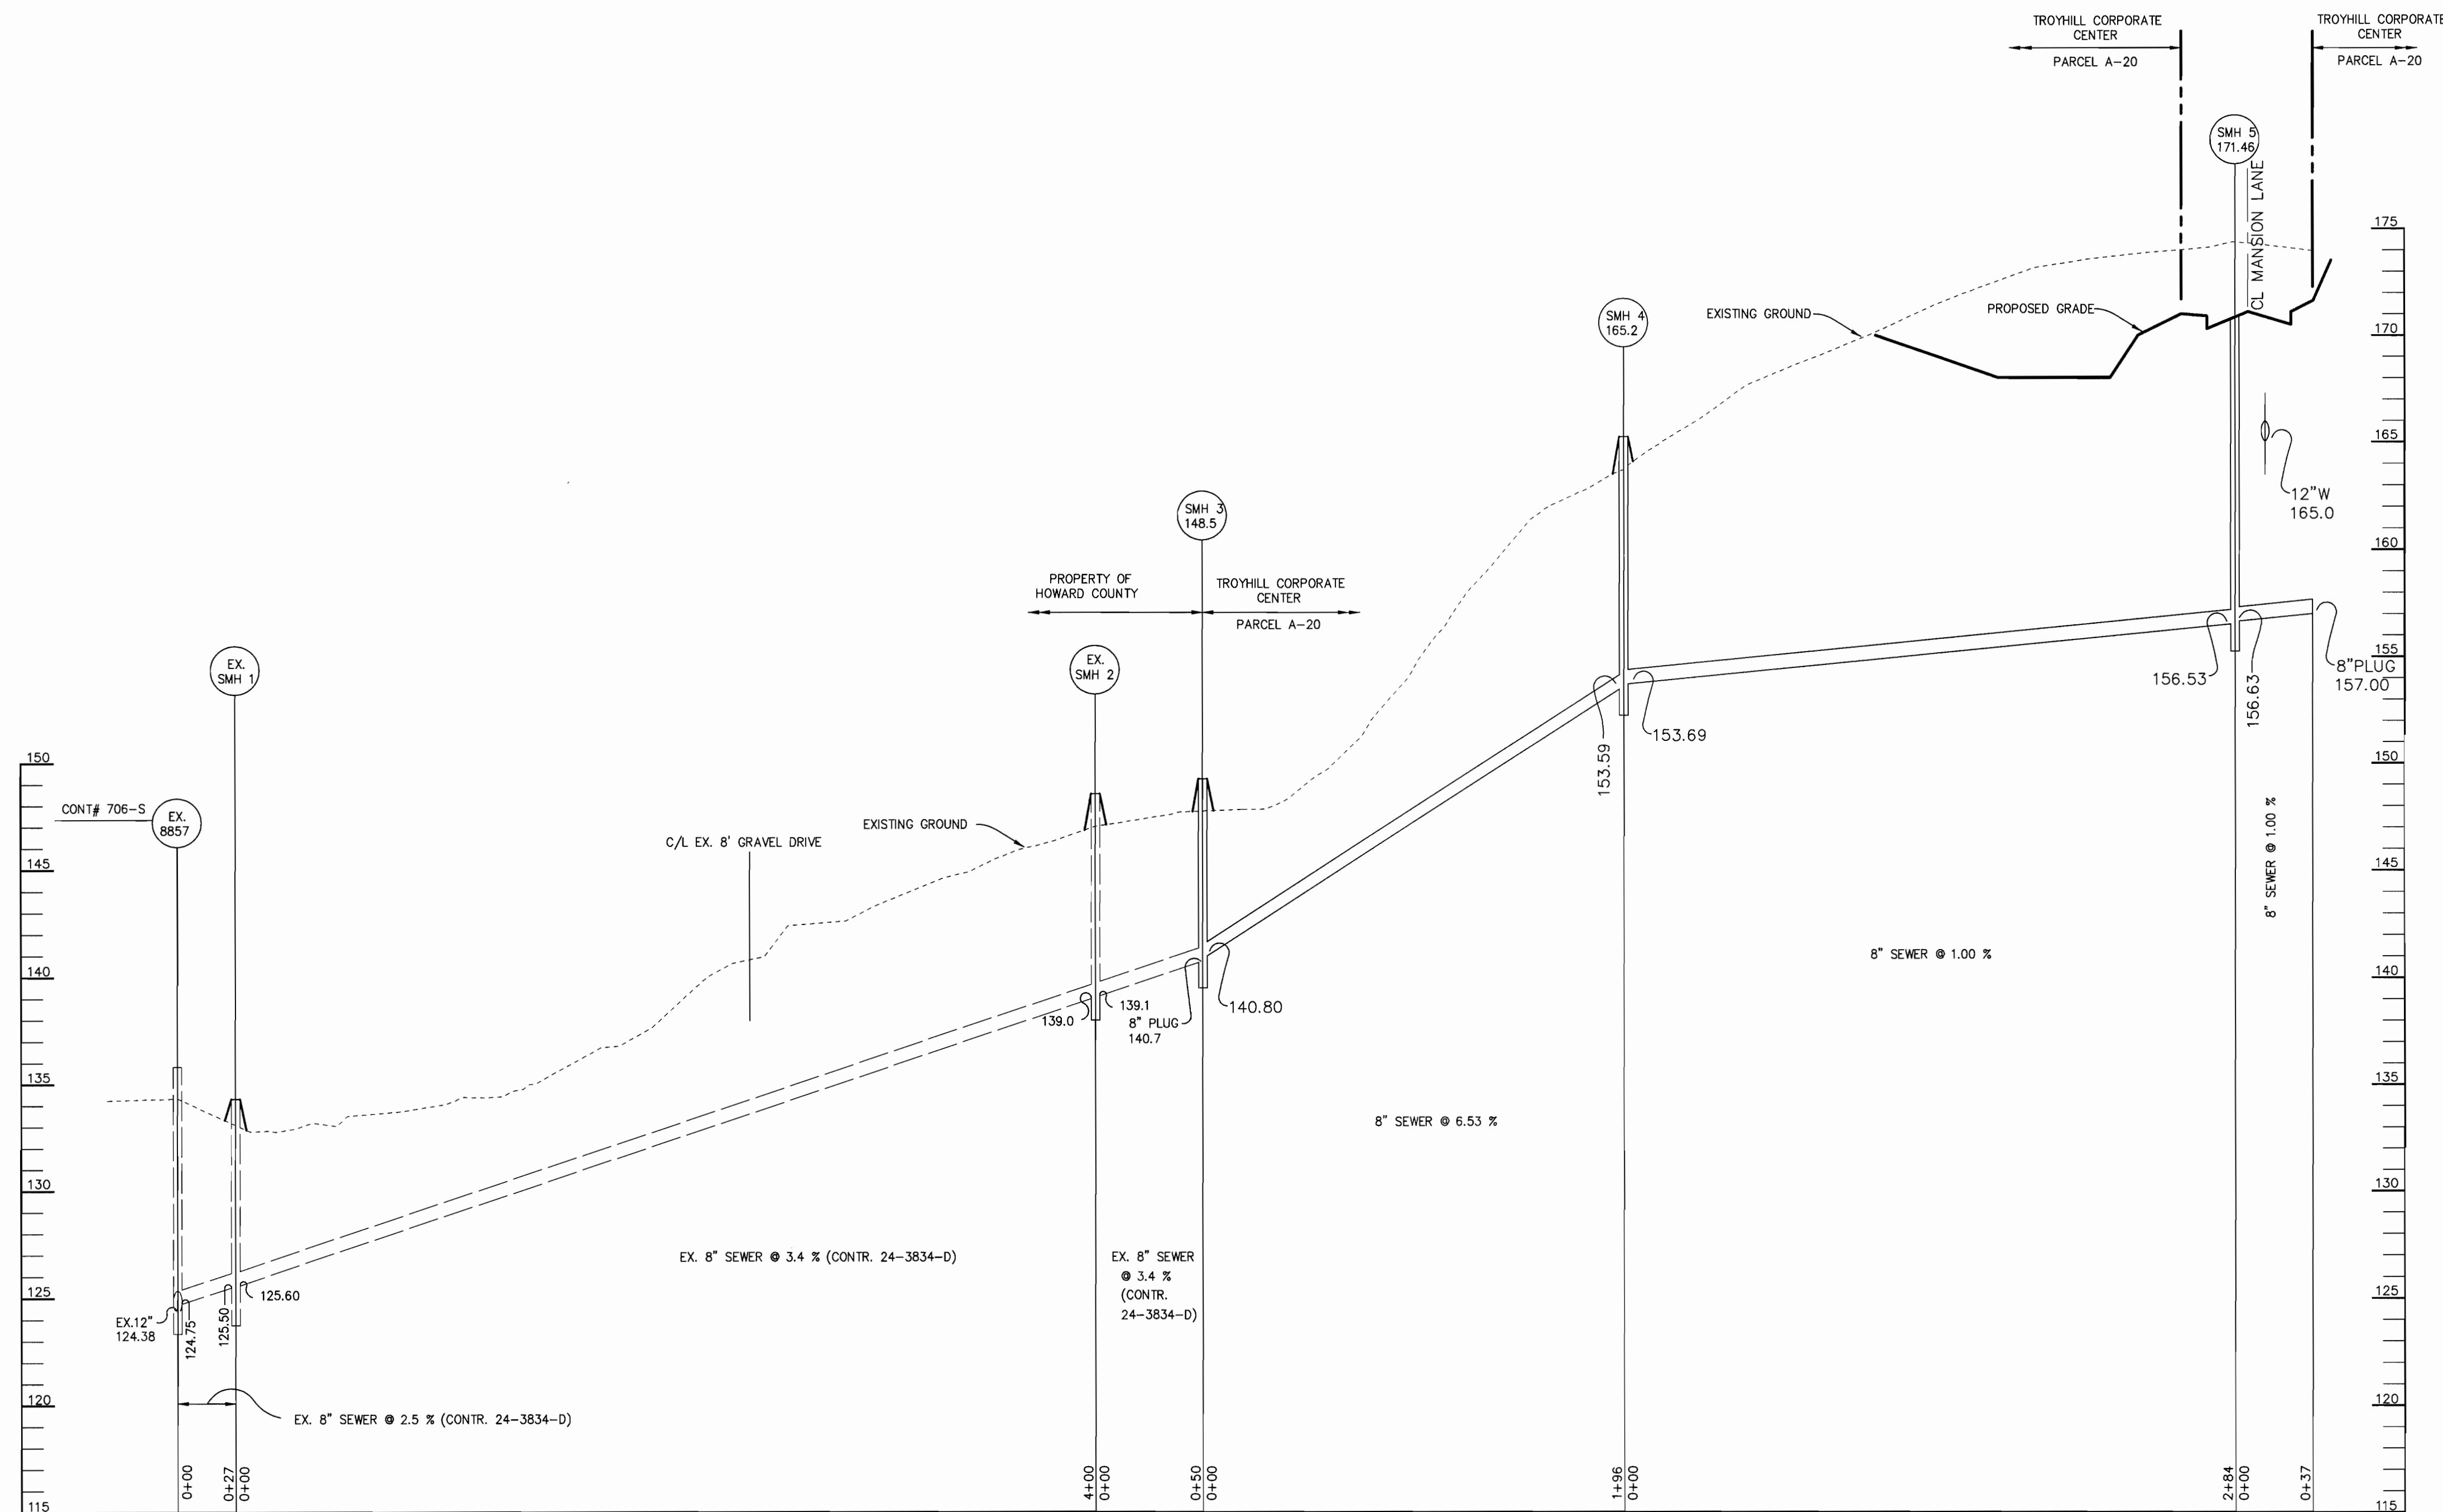 TROYHILL CORPORATE
CENTER
PARCEL A-20
TROYHILL CORPORATE
CENTER
PARCEL A-20
SMH 5
171.46
CL MANSION LANE
175
SMH 4
165.2
EXISTING GROUND
PROPOSED GRADE
170
165
12"W
165.0
SMH 3
148.5
160
PROPERTY OF
HOWARD COUNTY
TROYHILL CORPORATE
CENTER
PARCEL A-20
EX.
SMH 1
EX.
SMH 2
155
8"PLUG
157.00
156.53
156.63
153.59
153.69
150
150
CONT# 706-S
EX.
8857
C/L EX. 8' GRAVEL DRIVE
EXISTING GROUND
8" SEWER @ 1.00 %
145
145
8" SEWER @ 1.00 %
140
140
139.0
139.1
8" PLUG
140.7
140.80
135
135
8" SEWER @ 6.53 %
130
130
EX. 8" SEWER @ 3.4 % (CONTR. 24-3834-D)
EX. 8" SEWER
@ 3.4 %
(CONTR.
24-3834-D)
125
125
EX.12"
124.38
124.75
125.50
125.60
120
120
EX. 8" SEWER @ 2.5 % (CONTR. 24-3834-D)
0+00
0+27
0+00
4+00
0+00
0+50
0+00
1+96
0+00
2+84
0+00
0+37
115
115